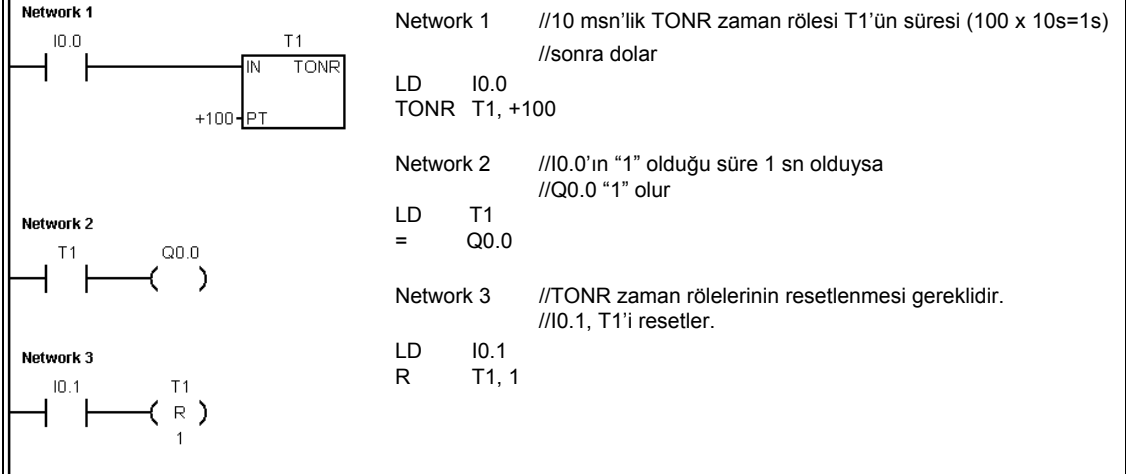 Network 1
I0.0
T1
IN TONR
+100 PT
Network 2
T1 Q0.0
Network 3
I0.1 T1
R
1
Network 1 //10 msn’lik TONR zaman rölesi T1’ün süresi (100 x 10s=1s)
//sonra dolar
LD I0.0
TONR T1, +100
Network 2 //I0.0’ın “1” olduğu süre 1 sn olduysa
//Q0.0 “1” olur
LD T1
= Q0.0
Network 3 //TONR zaman rölelerinin resetlenmesi gereklidir.
//I0.1, T1’i resetler.
LD I0.1
R T1, 1